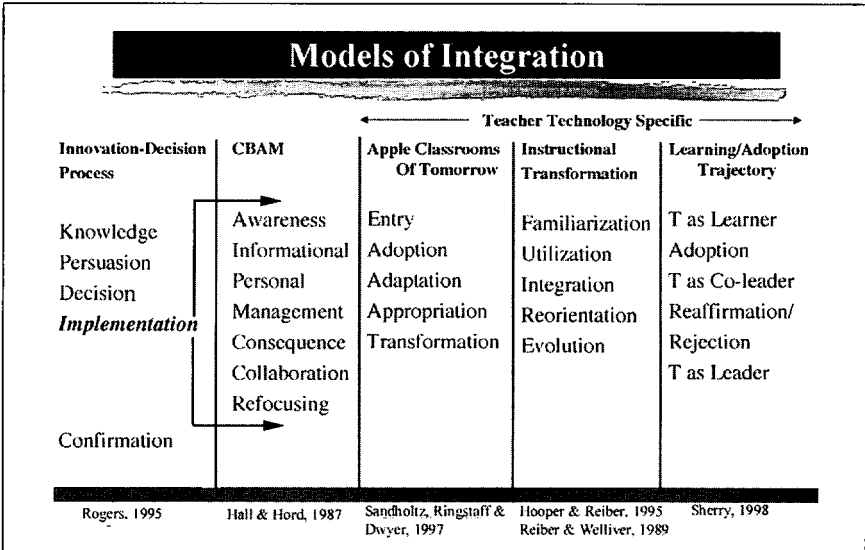 Models of Integration
Teacher Technology Specific
Innovation-Decision
Process
Knowledge
Persuasion
Decision
Implementation
Confirmation
Rogers. 1995
CBAM
Awareness
Informational
Personal
Management
Consequence
Collaboration
Refocusing
Hall & Hord, 1987
Apple Classrooms
Of Tomorrow
Entry
Adoption
Adaptation
Appropriation
Transformation
Sandholtz, Ringstaff &
Dwyer, 1997
Instructional
Transformation
Familiarization
Utilization
Integration
Reorientation
Evolution
Hooper & Reiber, 1995
Reiber & Welliver, 1989
Learning/Adoption
Trajectory
T as Learner
Adoption
T as Co-leader
Reaffirmation/
Rejection
T as Leader
Sherry, 1998